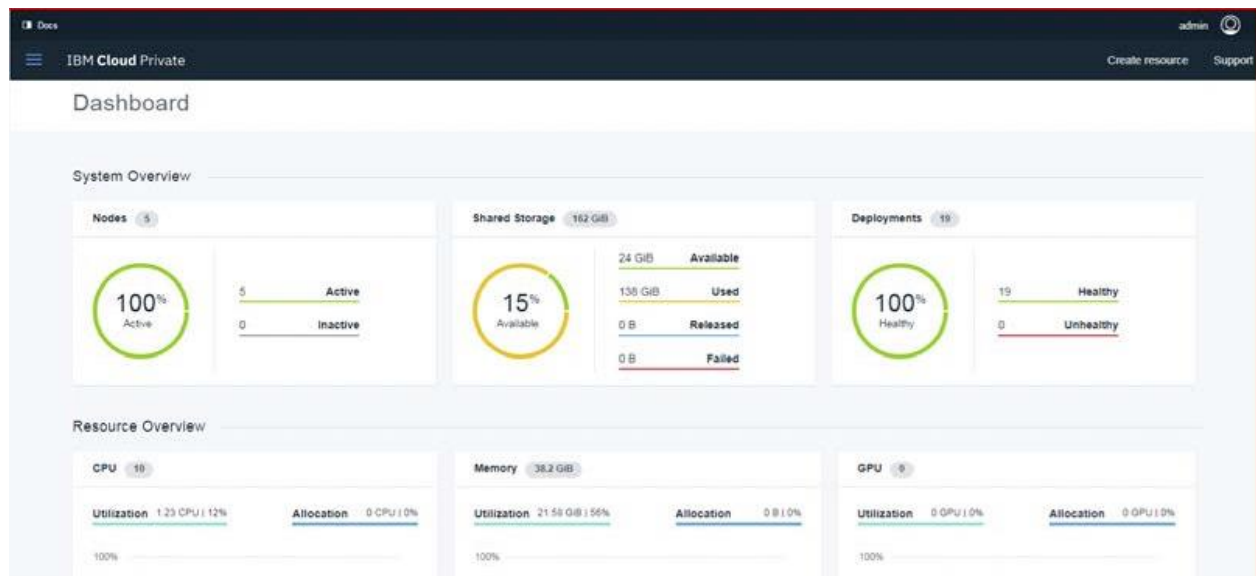 Docs
admin
IBM Cloud Private
Create resource Support
Dashboard
System Overview
Nodes 5
100%
Active
5 Active
0 Inactive
Shared Storage 162 GiB
15%
Available
24 GiB Available
138 GiB Used
0 B Released
0 B Failed
Deployments 19
100%
Healthy
19 Healthy
0 Unhealthy
Resource Overview
CPU 10
Utilization 1.23 CPU | 12% Allocation 0 CPU | 0%
100%
Memory 38.2 GiB
Utilization 21.58 GiB | 56% Allocation 0 B | 0%
100%
GPU 0
Utilization 0 GPU | 0% Allocation 0 GPU | 0%
100%